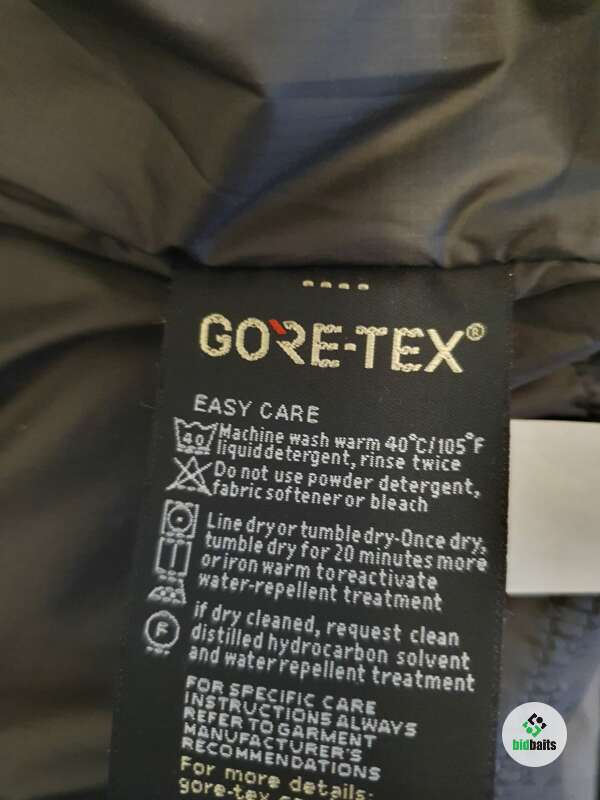 GORE-TEX®
EASY CARE
40 Machine wash warm 40°C/105°F
liquid detergent, rinse twice
Do not use powder detergent,
fabric softener or bleach
Line dry or tumble dry-Once dry,
tumble dry for 20 minutes more
or iron warm to reactivate
water-repellent treatment
if dry cleaned, request clean
F distilled hydrocarbon solvent
and water repellent treatment
FOR SPECIFIC CARE
INSTRUCTIONS ALWAYS
REFER TO GARMENT
MANUFACTURER'S
RECOMMENDATIONS
For more details:
gore-tex
bidbaits